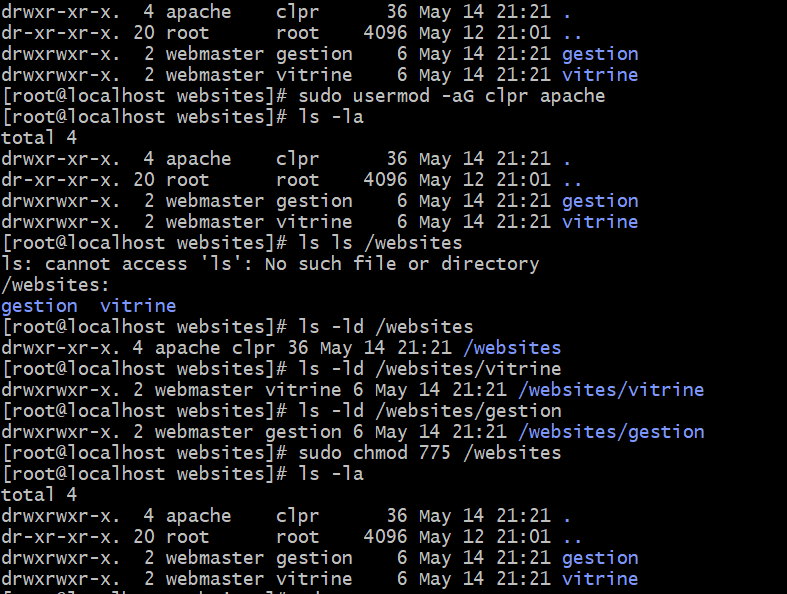 drwxr-xr-x.  4 apache    clpr      36 May 14 21:21 .
dr-xr-xr-x. 20 root      root    4096 May 12 21:01 ..
drwxrwxr-x.  2 webmaster gestion    6 May 14 21:21 gestion
drwxrwxr-x.  2 webmaster vitrine    6 May 14 21:21 vitrine
[root@localhost websites]# sudo usermod -aG clpr apache
[root@localhost websites]# ls -la
total 4
drwxr-xr-x.  4 apache    clpr      36 May 14 21:21 .
dr-xr-xr-x. 20 root      root    4096 May 12 21:01 ..
drwxrwxr-x.  2 webmaster gestion    6 May 14 21:21 gestion
drwxrwxr-x.  2 webmaster vitrine    6 May 14 21:21 vitrine
[root@localhost websites]# ls ls /websites
ls: cannot access 'ls': No such file or directory
/websites:
gestion  vitrine
[root@localhost websites]# ls -ld /websites
drwxr-xr-x. 4 apache clpr 36 May 14 21:21 /websites
[root@localhost websites]# ls -ld /websites/vitrine
drwxrwxr-x. 2 webmaster vitrine 6 May 14 21:21 /websites/vitrine
[root@localhost websites]# ls -ld /websites/gestion
drwxrwxr-x. 2 webmaster gestion 6 May 14 21:21 /websites/gestion
[root@localhost websites]# sudo chmod 775 /websites
[root@localhost websites]# ls -la
total 4
drwxrwxr-x.  4 apache    clpr      36 May 14 21:21 .
dr-xr-xr-x. 20 root      root    4096 May 12 21:01 ..
drwxrwxr-x.  2 webmaster gestion    6 May 14 21:21 gestion
drwxrwxr-x.  2 webmaster vitrine    6 May 14 21:21 vitrine